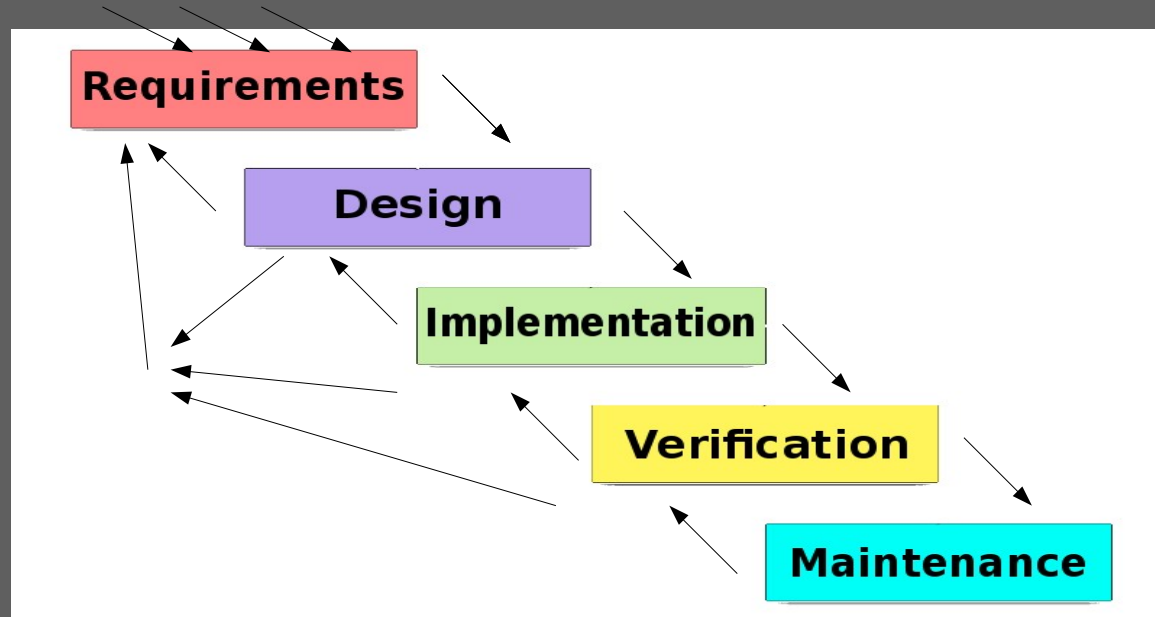 Requirements
Design
Implementation
Verification
Maintenance